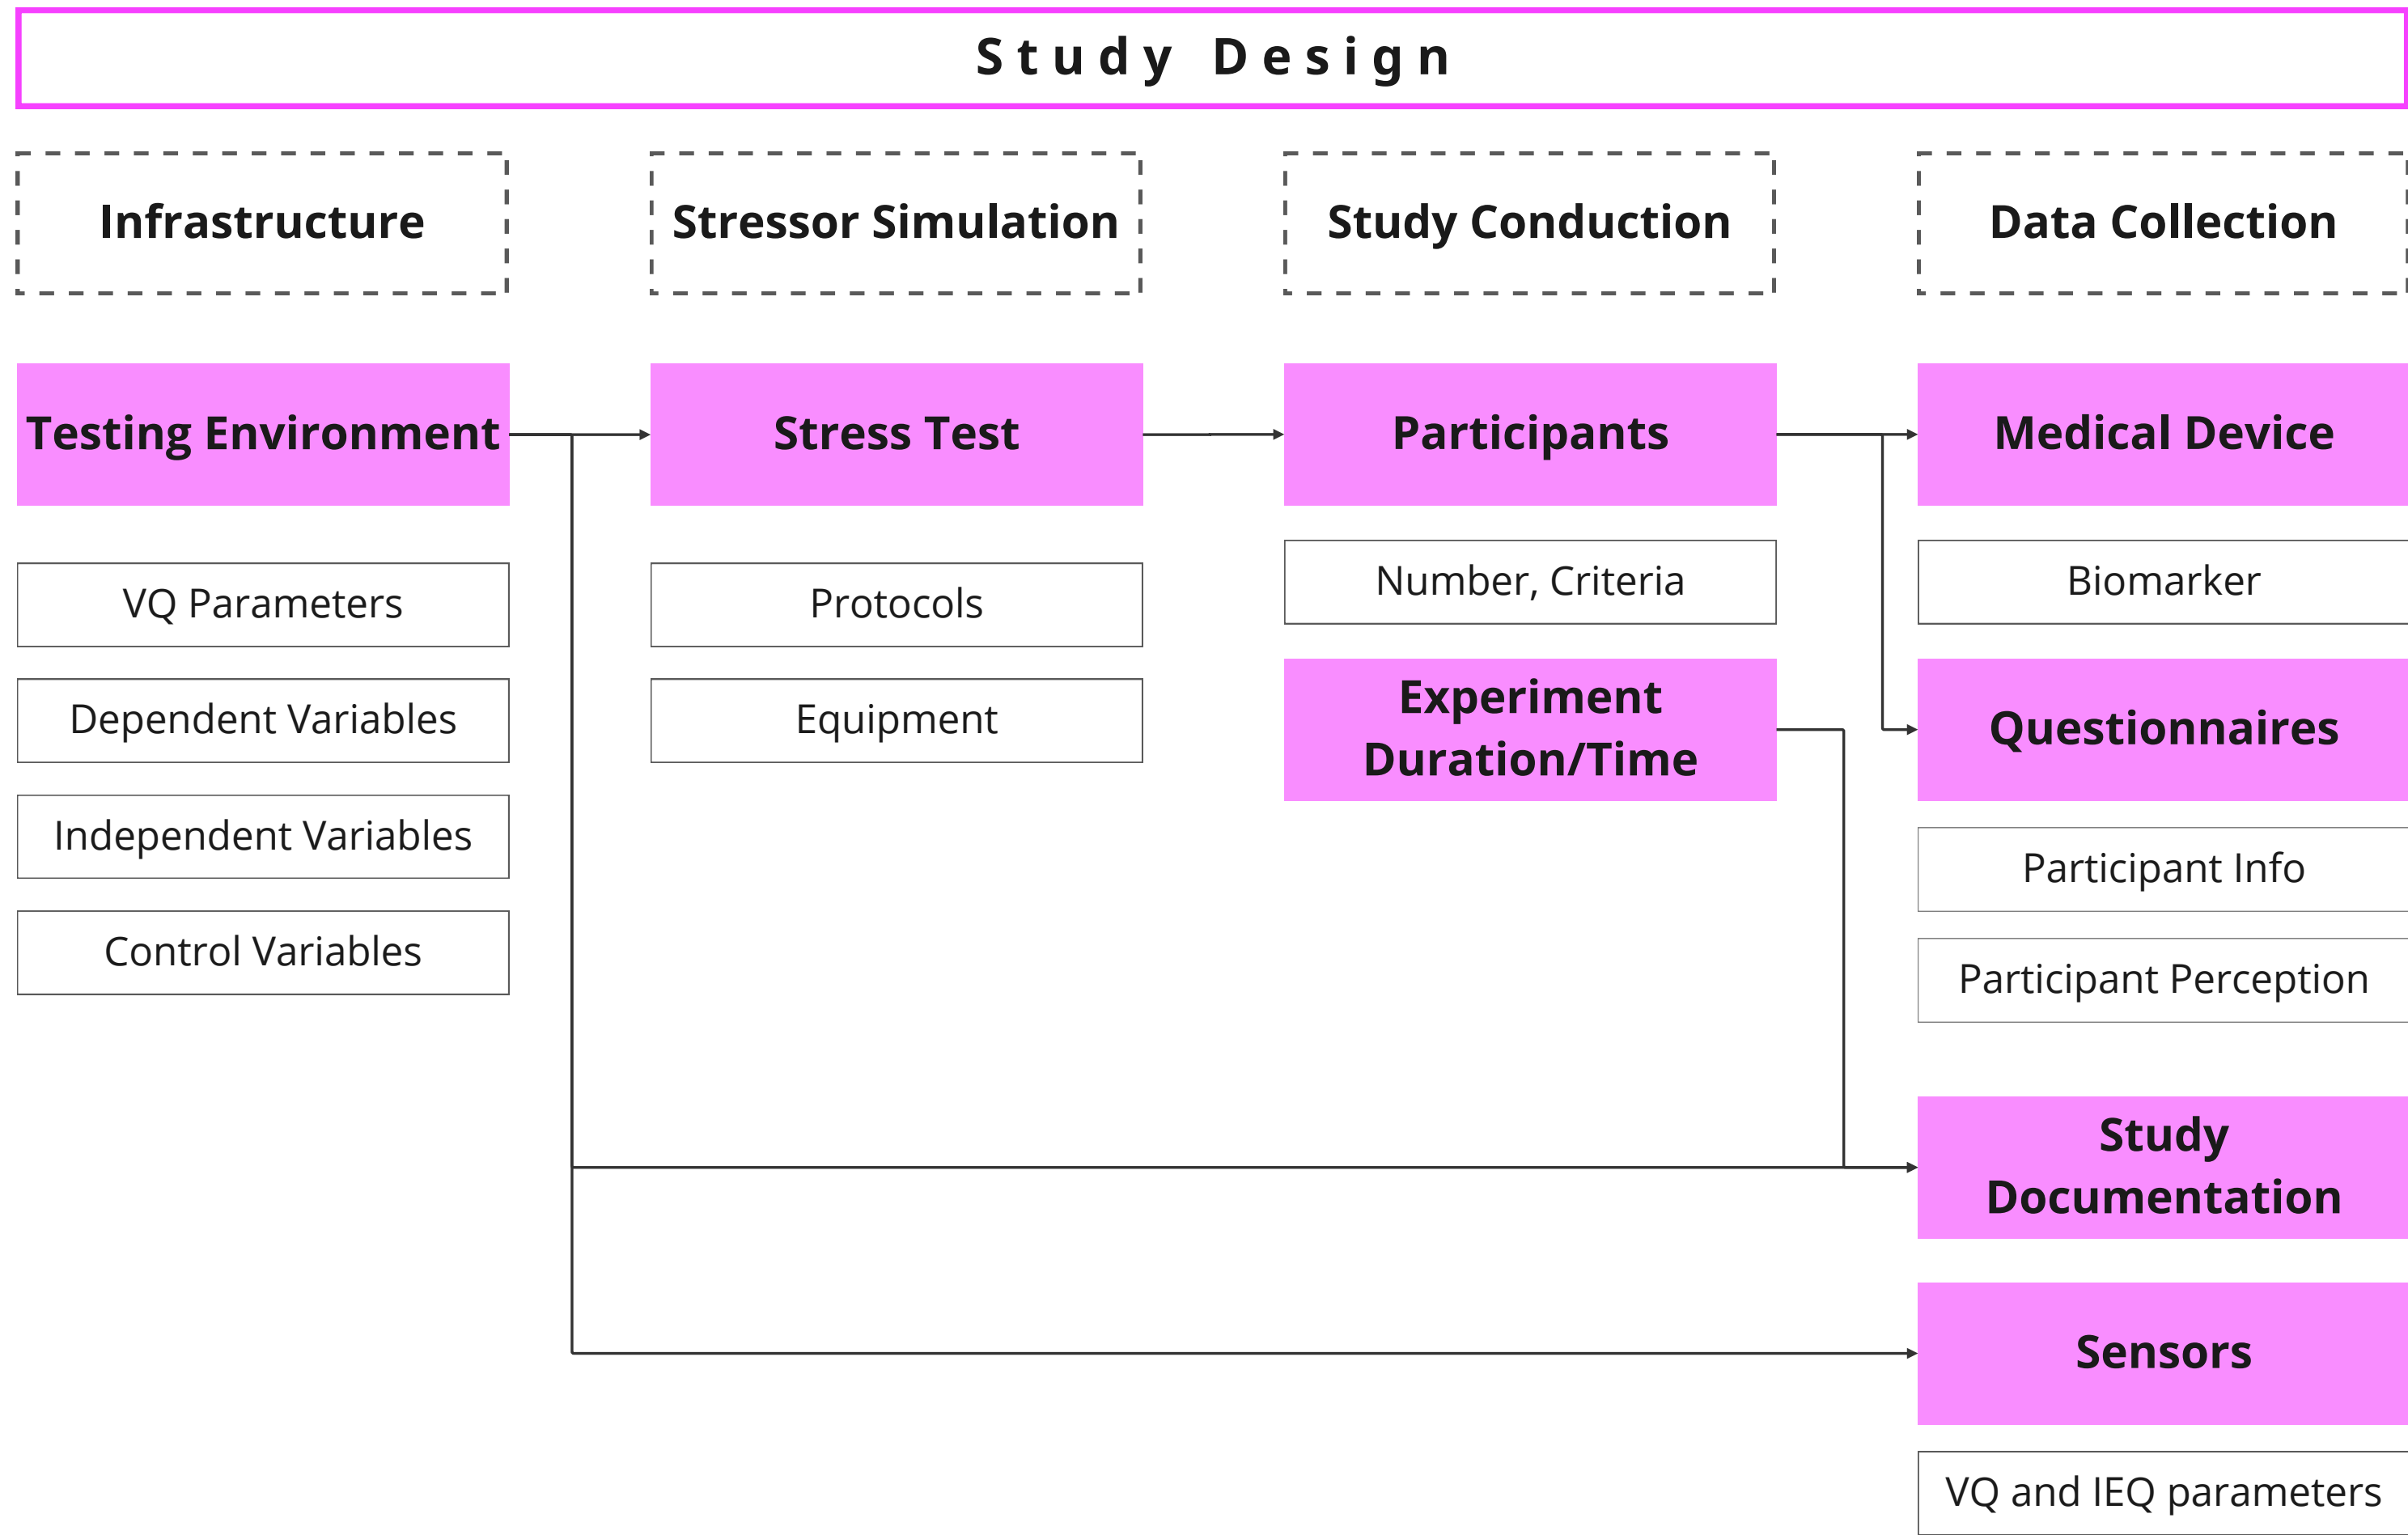 Study Design
Infrastructure
Stressor Simulation
Study Conduction
Data Collection
Testing Environment
Stress Test
Participants
Medical Device
VQ Parameters
Protocols
Number, Criteria
Biomarker
Dependent Variables
Equipment
Experiment
Duration/Time
Questionnaires
Independent Variables
Participant Info
Control Variables
Participant Perception
Study
Documentation
Sensors
VQ and IEQ parameters